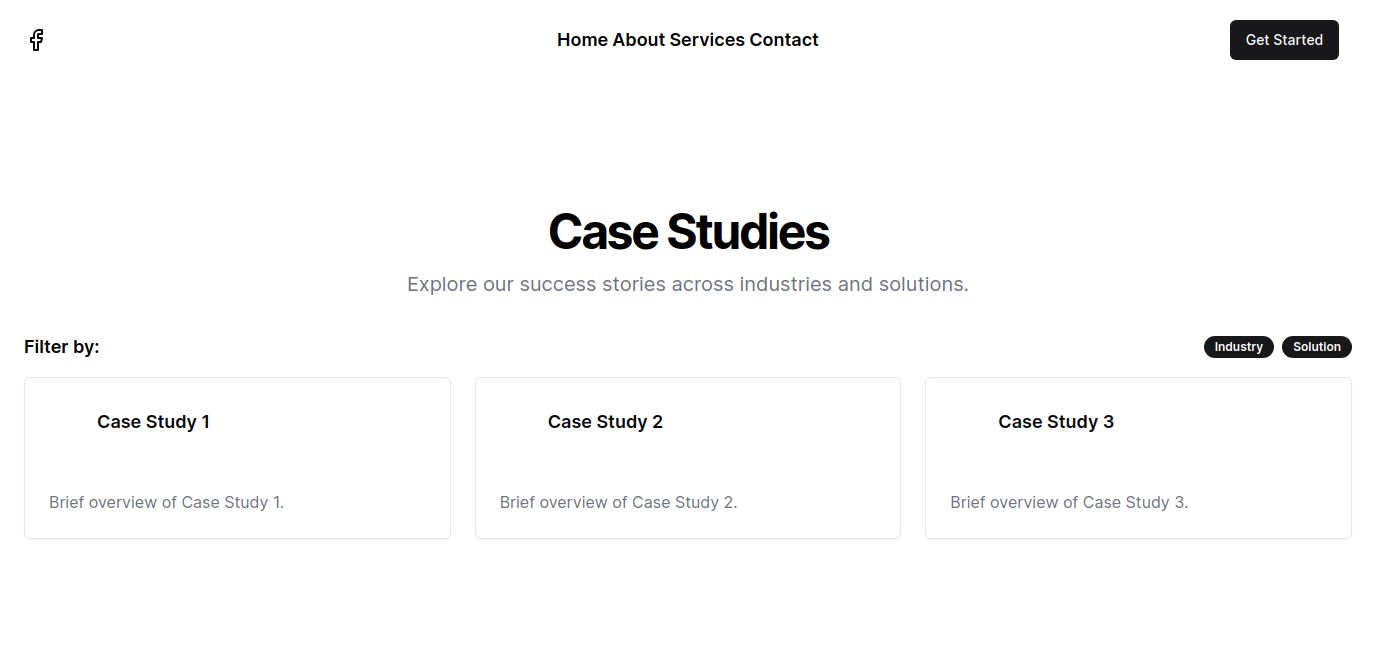 Home About Services Contact
Get Started
Case Studies
Explore our success stories across industries and solutions.
Filter by:
Industry
Solution
Case Study 1
Case Study 2
Case Study 3
Brief overview of Case Study 1.
Brief overview of Case Study 2.
Brief overview of Case Study 3.